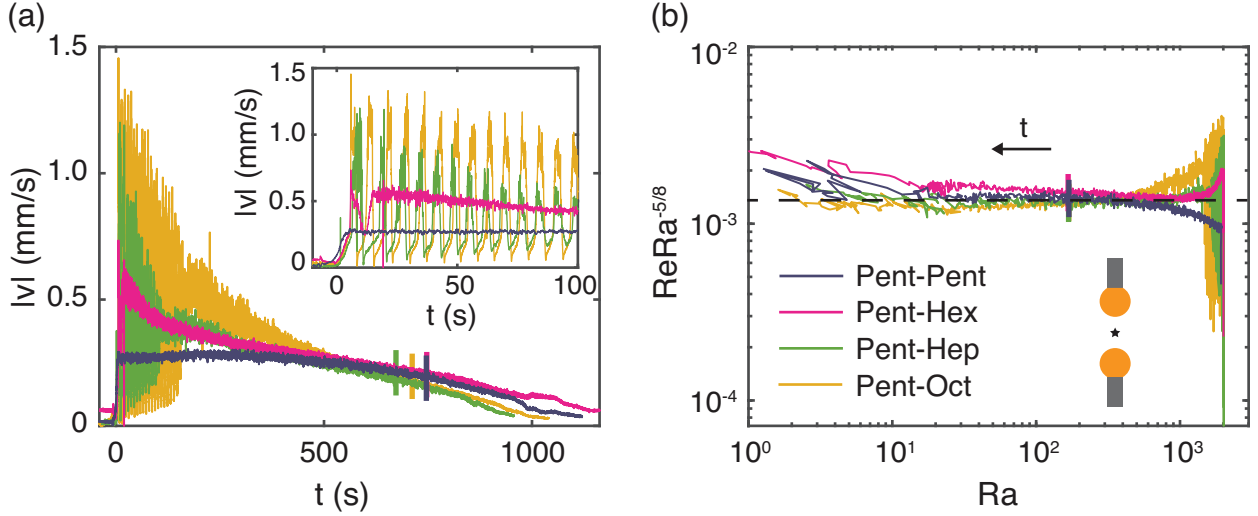 (a)
1.5
1.0
0.5
0
|v| (mm/s)
0
500
1000
t (s)
1.5
1.0
0.5
0
|v| (mm/s)
0
50
100
t (s)
(b)
10⁻²
10⁻³
10⁻⁴
ReRa⁻⁵/⁸
t
Pent-Pent
Pent-Hex
Pent-Hep
Pent-Oct
10⁰
10¹
10²
10³
Ra